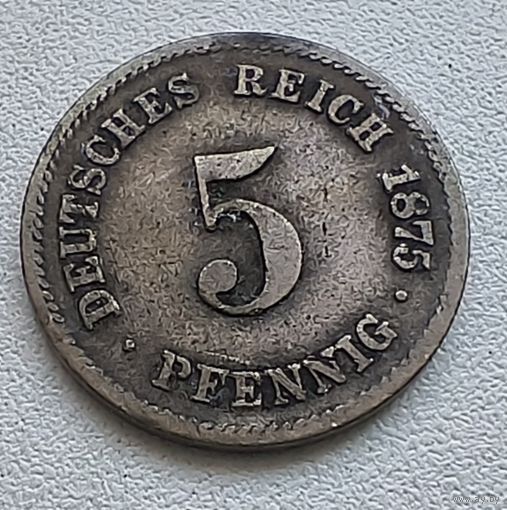 DEUTSCHES REICH 1875
5
PFENNIG